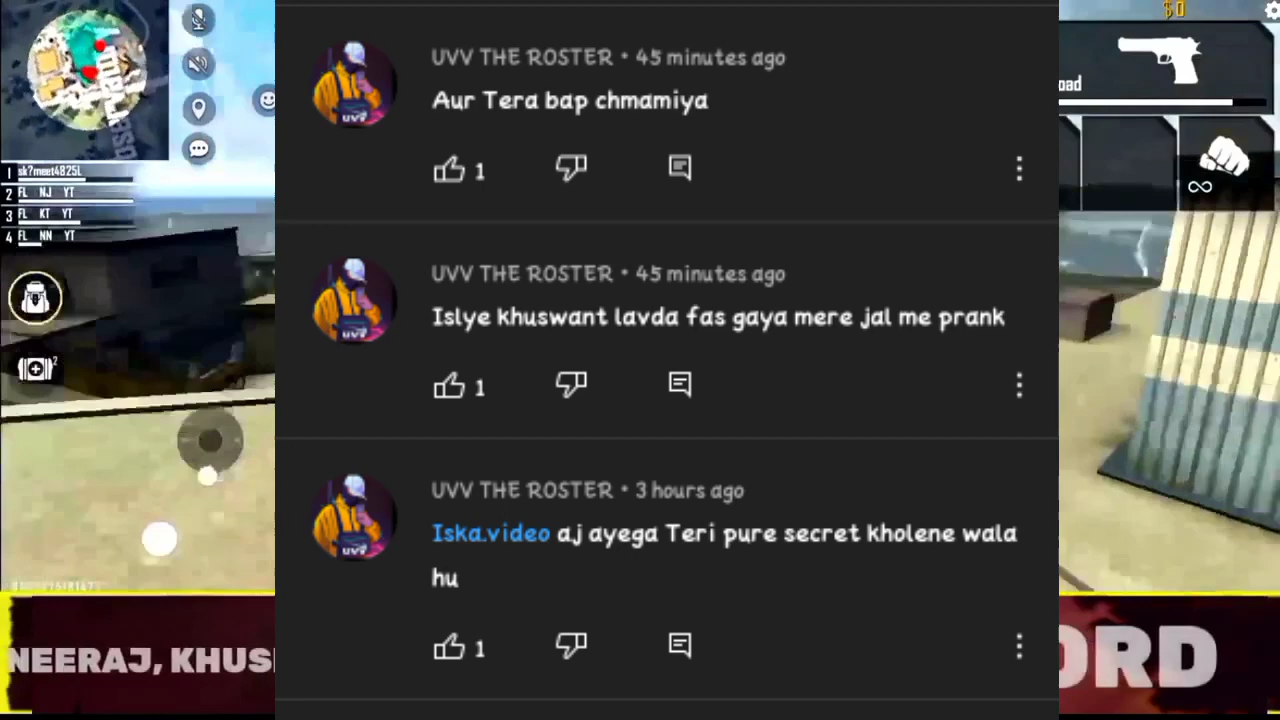 $0
oad
1 sk?meet4825L
2 FL NJ YT
3 FL KT YT
4 FL NN YT
2
UVV THE ROSTER • 45 minutes ago
Aur Tera bap chmamiya
1
UVV THE ROSTER • 45 minutes ago
Islye khuswant lavda fas gaya mere jal me prank
1
UVV THE ROSTER • 3 hours ago
Iska.video aj ayega Teri pure secret kholene wala
hu
1
NEERAJ, KHUS
ORD